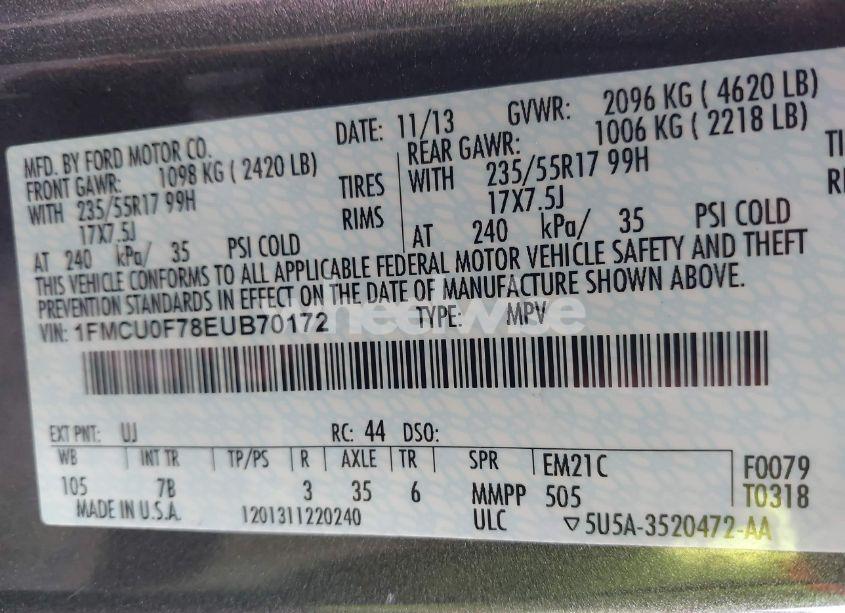 MFD. BY FORD MOTOR CO.
DATE: 11/13 GVWR: 2096 KG ( 4620 LB)
FRONT GAWR: 1098 KG ( 2420 LB) REAR GAWR: 1006 KG ( 2218 LB)
WITH 235/55R17 99H TIRES WITH 235/55R17 99H TI
17X7.5J RIMS 17X7.5J RI
AT 240 kPa/ 35 PSI COLD AT 240 kPa/ 35 PSI COLD
THIS VEHICLE CONFORMS TO ALL APPLICABLE FEDERAL MOTOR VEHICLE SAFETY AND THEFT
PREVENTION STANDARDS IN EFFECT ON THE DATE OF MANUFACTURE SHOWN ABOVE.
VIN: 1FMCU0F78EUB70172 TYPE: MPV
wheelwise
EXT PNT: UJ RC: 44 DSO:
WB INT TR TP/PS R AXLE TR SPR EM21C F0079
105 7B 3 35 6 MMPP 505 T0318
MADE IN U.S.A. 1201311220240 ULC ▽5U5A-3520472-AA